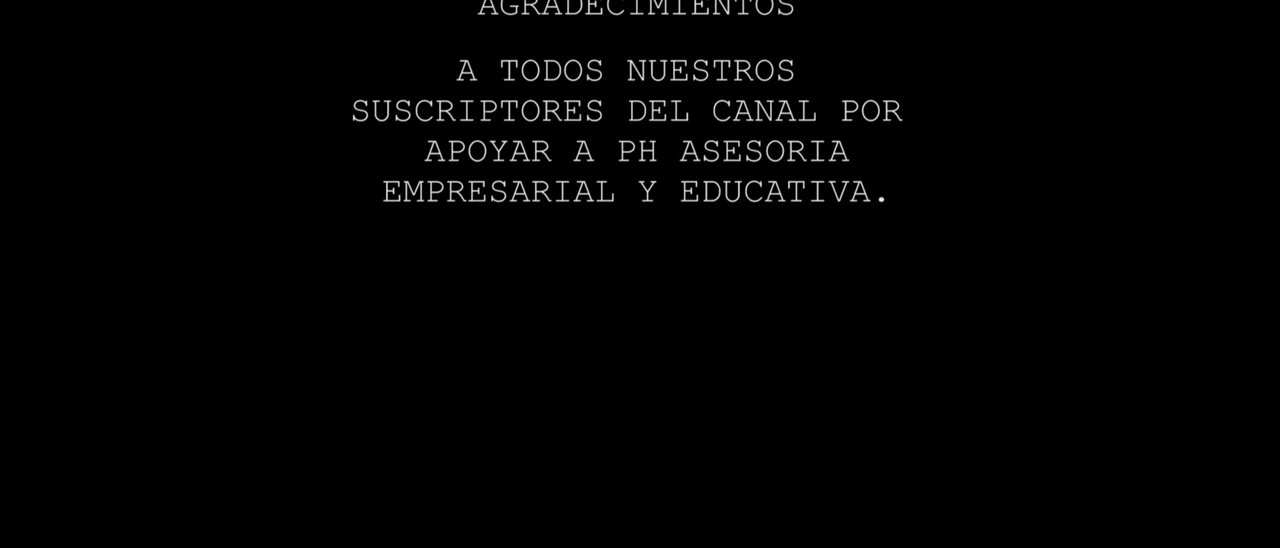 AGRADECIMIENTOS
A TODOS NUESTROS
SUSCRIPTORES DEL CANAL POR
APOYAR A PH ASESORIA
EMPRESARIAL Y EDUCATIVA.